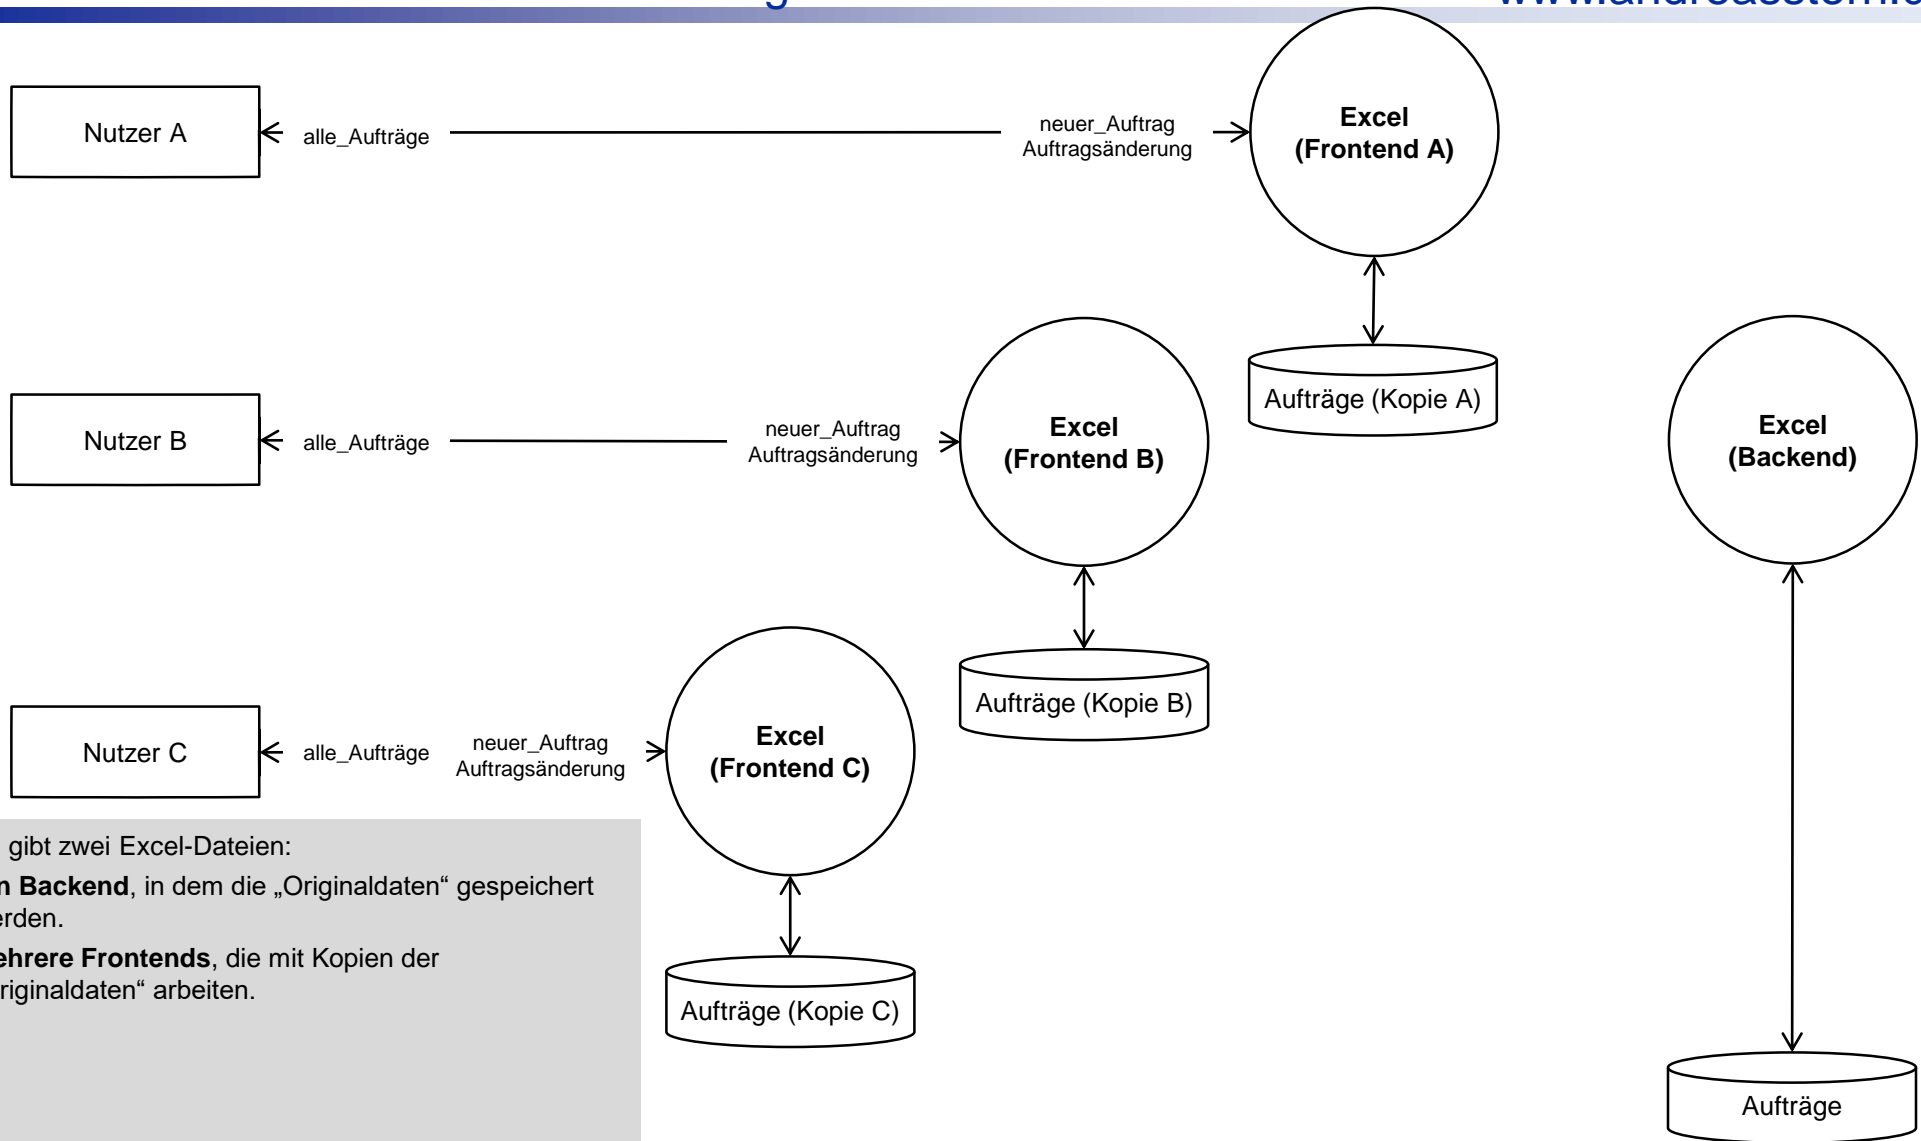 Nutzer A
alle_Aufträge
neuer_Auftrag
Auftragsänderung
Excel
(Frontend A)
Aufträge (Kopie A)
Nutzer B
alle_Aufträge
neuer_Auftrag
Auftragsänderung
Excel
(Frontend B)
Aufträge (Kopie B)
Excel
(Backend)
Nutzer C
alle_Aufträge
neuer_Auftrag
Auftragsänderung
Excel
(Frontend C)
Aufträge (Kopie C)
gibt zwei Excel-Dateien:
n Backend, in dem die „Originaldaten“ gespeichert
erden.
ehrere Frontends, die mit Kopien der
riginaldaten“ arbeiten.
Aufträge